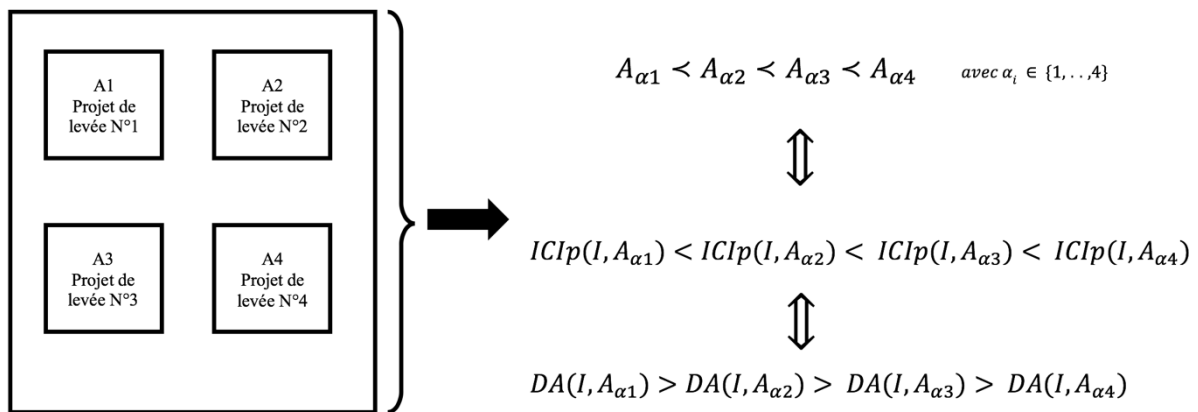 A1
Projet de
levée N°1
A2
Projet de
levée N°2
A3
Projet de
levée N°3
A4
Projet de
levée N°4
A_{α1} ≺ A_{α2} ≺ A_{α3} ≺ A_{α4} avec α_i ∈ {1, . . ,4}
⇕
ICIp(I, A_{α1}) < ICIp(I, A_{α2}) < ICIp(I, A_{α3}) < ICIp(I, A_{α4})
⇕
DA(I, A_{α1}) > DA(I, A_{α2}) > DA(I, A_{α3}) > DA(I, A_{α4})